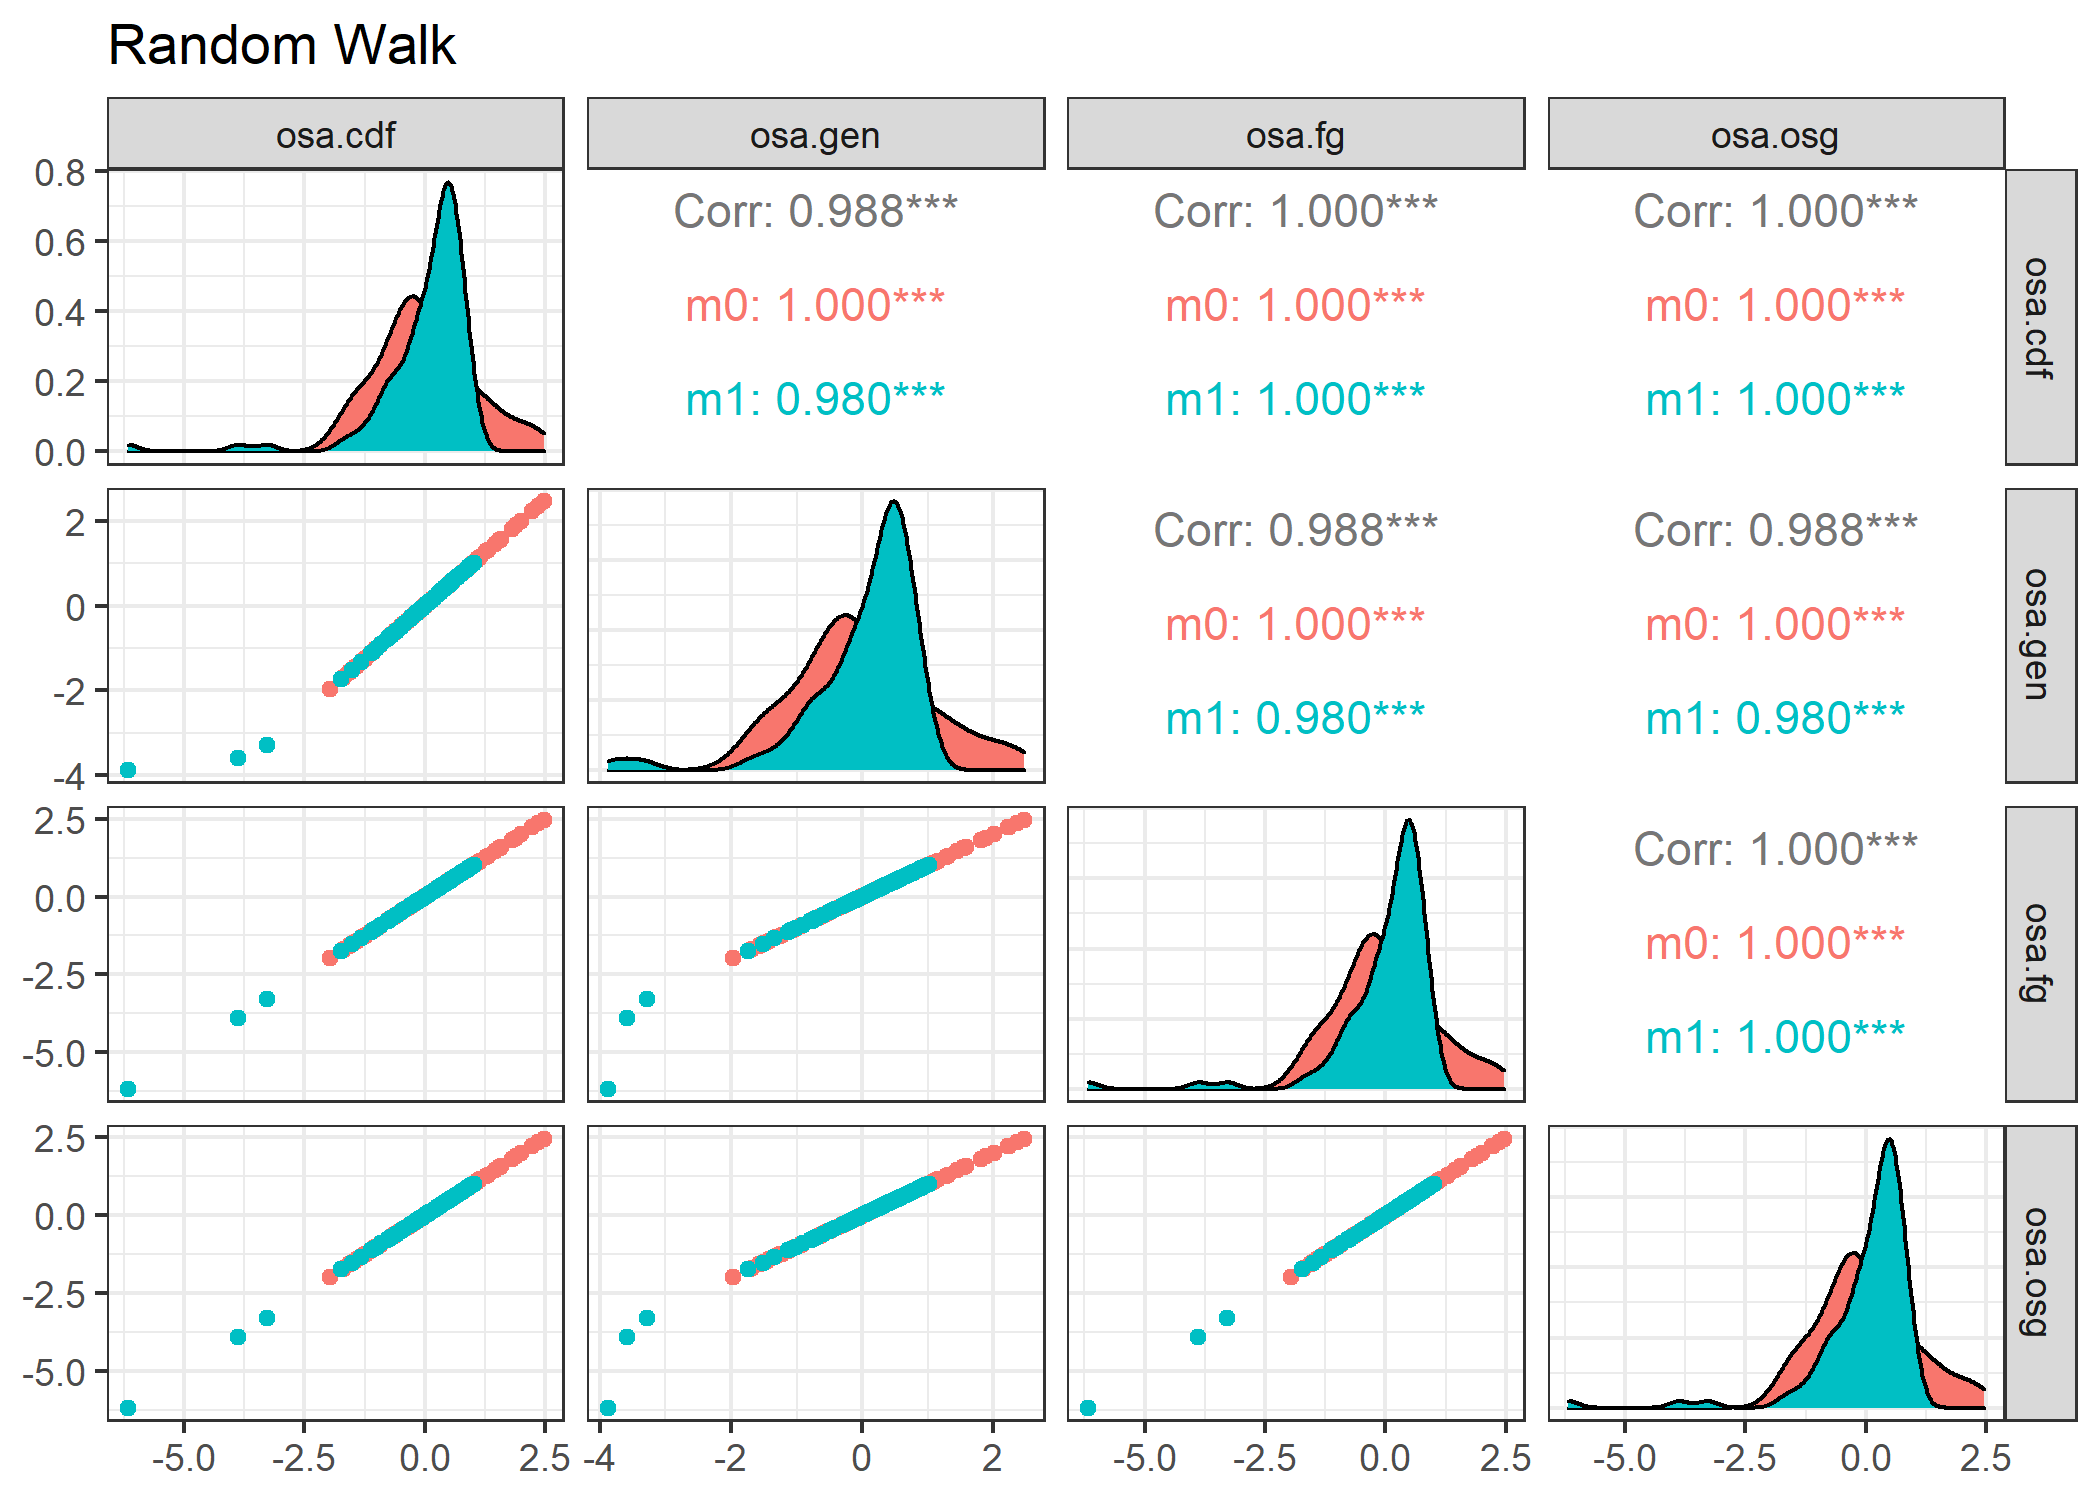 Random Walk
osa.cdf
osa.gen
osa.fg
osa.osg
0.8
0.6
0.4
0.2
0.0
Corr: 0.988***
m0: 1.000***
m1: 0.980***
Corr: 1.000***
m0: 1.000***
m1: 1.000***
Corr: 1.000***
m0: 1.000***
m1: 1.000***
osa.cdf
2
0
-2
-4
Corr: 0.988***
m0: 1.000***
m1: 0.980***
Corr: 0.988***
m0: 1.000***
m1: 0.980***
osa.gen
2.5
0.0
-2.5
-5.0
Corr: 1.000***
m0: 1.000***
m1: 1.000***
osa.fg
2.5
0.0
-2.5
-5.0
osa.osg
-5.0 -2.5 0.0 2.5
-4 -2 0 2
-5.0 -2.5 0.0 2.5
-5.0 -2.5 0.0 2.5